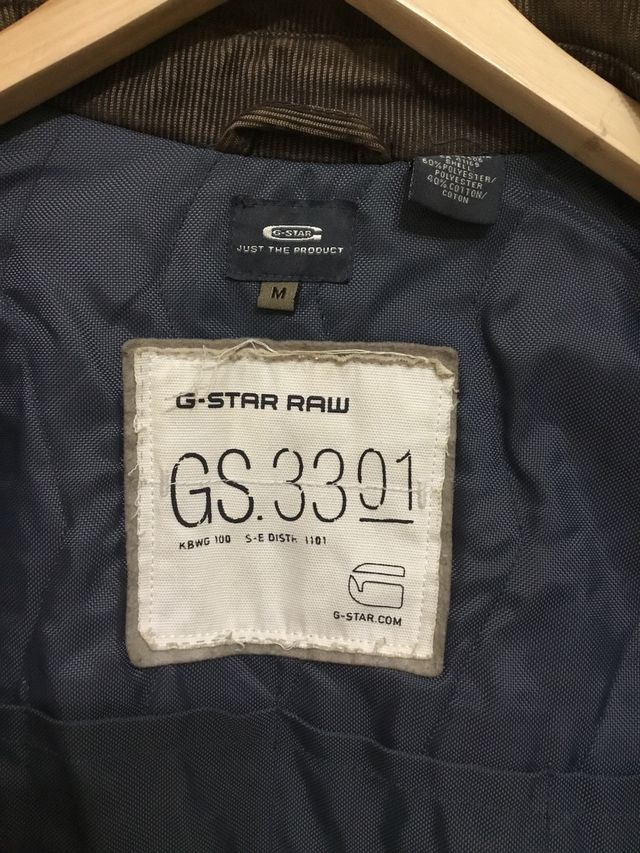 60% POLYESTER/
POLYESTER
40% COTTON/
COTON
G-STAR
JUST THE PRODUCT
M
G-STAR RAW
GS.3301
KBWG 100 S-E DISTR 1101
G-STAR.COM